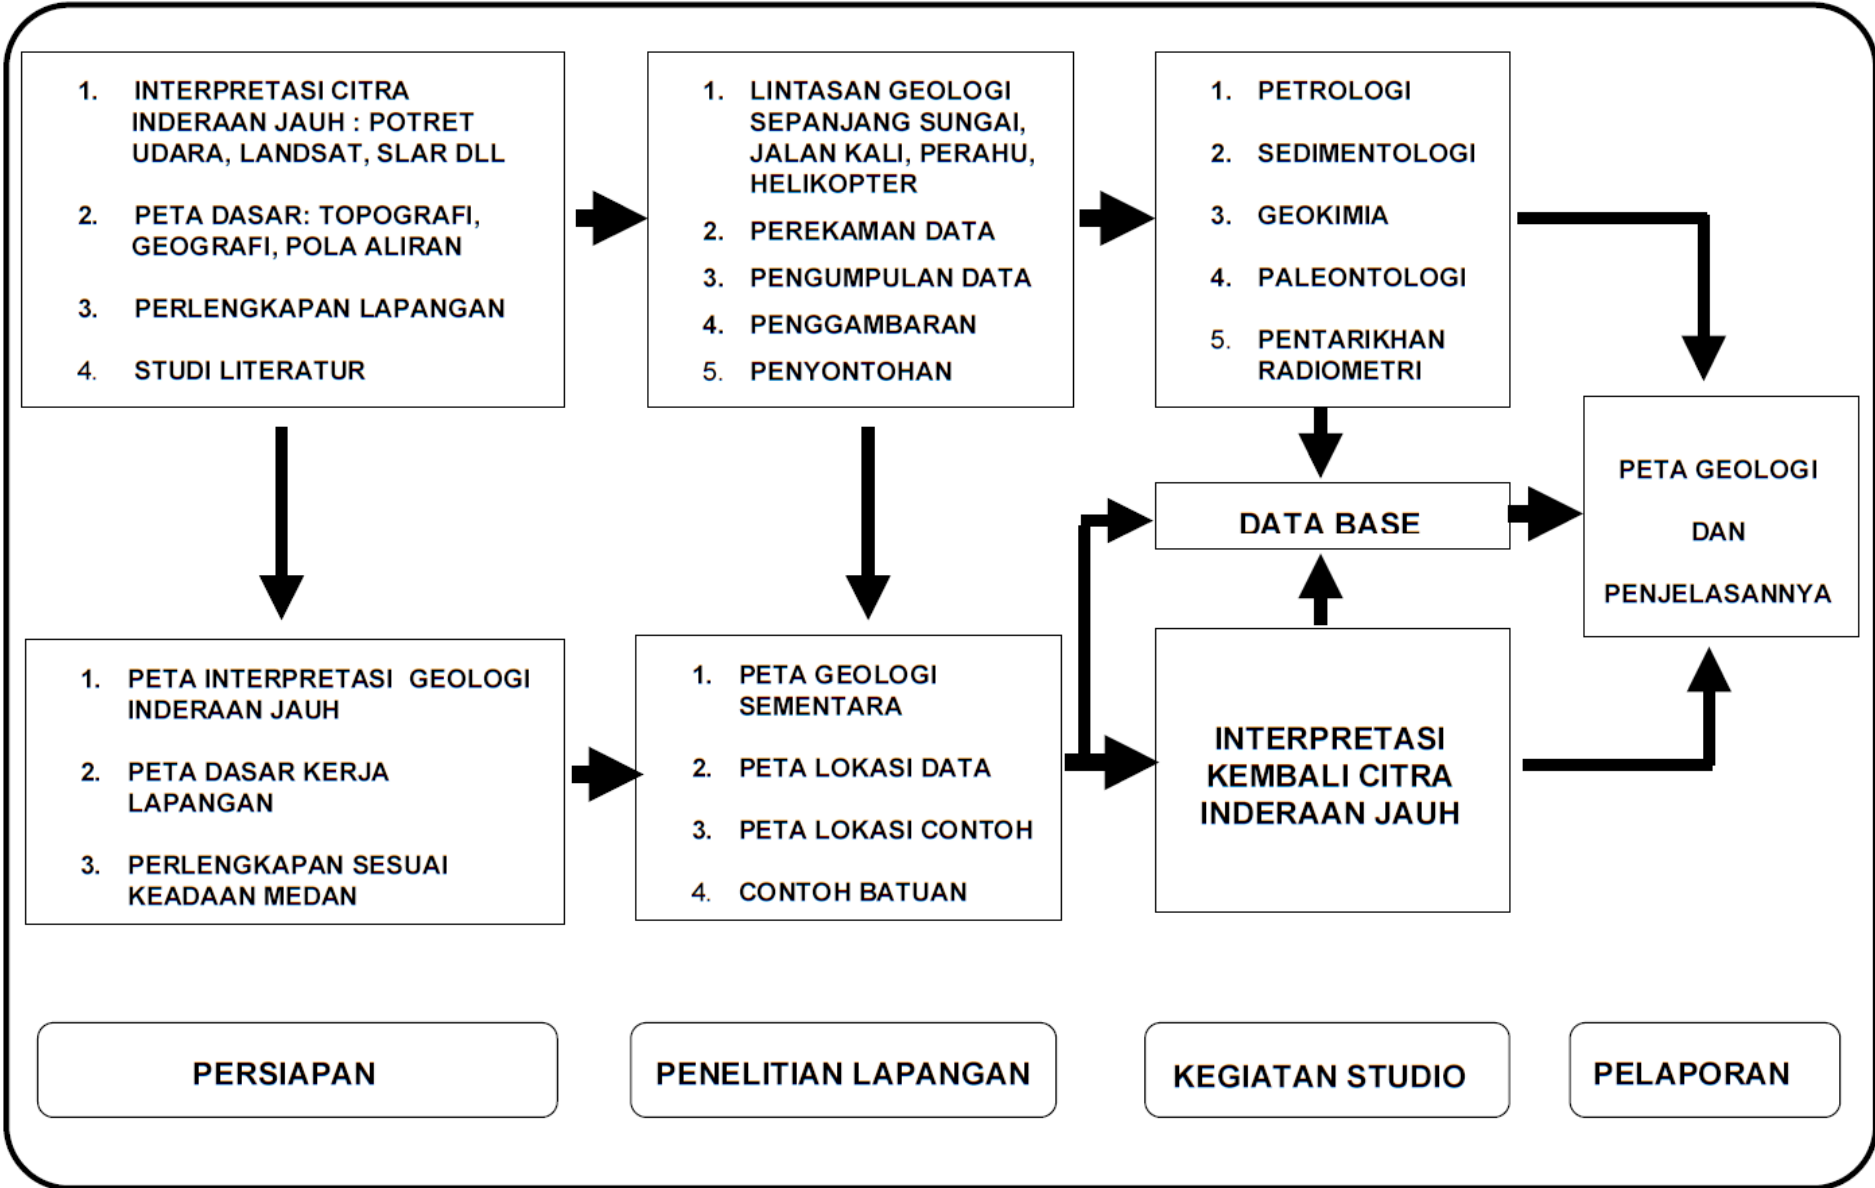 1. INTERPRETASI CITRA
INDERAAN JAUH : POTRET
UDARA, LANDSAT, SLAR DLL
2. PETA DASAR: TOPOGRAFI,
GEOGRAFI, POLA ALIRAN
3. PERLENGKAPAN LAPANGAN
4. STUDI LITERATUR
1. LINTASAN GEOLOGI
SEPANJANG SUNGAI,
JALAN KALI, PERAHU,
HELIKOPTER
2. PEREKAMAN DATA
3. PENGUMPULAN DATA
4. PENGGAMBARAN
5. PENYONTOHAN
1. PETROLOGI
2. SEDIMENTOLOGI
3. GEOKIMIA
4. PALEONTOLOGI
5. PENTARIKHAN
RADIOMETRI
DATA BASE
PETA GEOLOGI
DAN
PENJELASANNYA
1. PETA INTERPRETASI GEOLOGI
INDERAAN JAUH
2. PETA DASAR KERJA
LAPANGAN
3. PERLENGKAPAN SESUAI
KEADAAN MEDAN
1. PETA GEOLOGI
SEMENTARA
2. PETA LOKASI DATA
3. PETA LOKASI CONTOH
4. CONTOH BATUAN
INTERPRETASI
KEMBALI CITRA
INDERAAN JAUH
PERSIAPAN
PENELITIAN LAPANGAN
KEGIATAN STUDIO
PELAPORAN